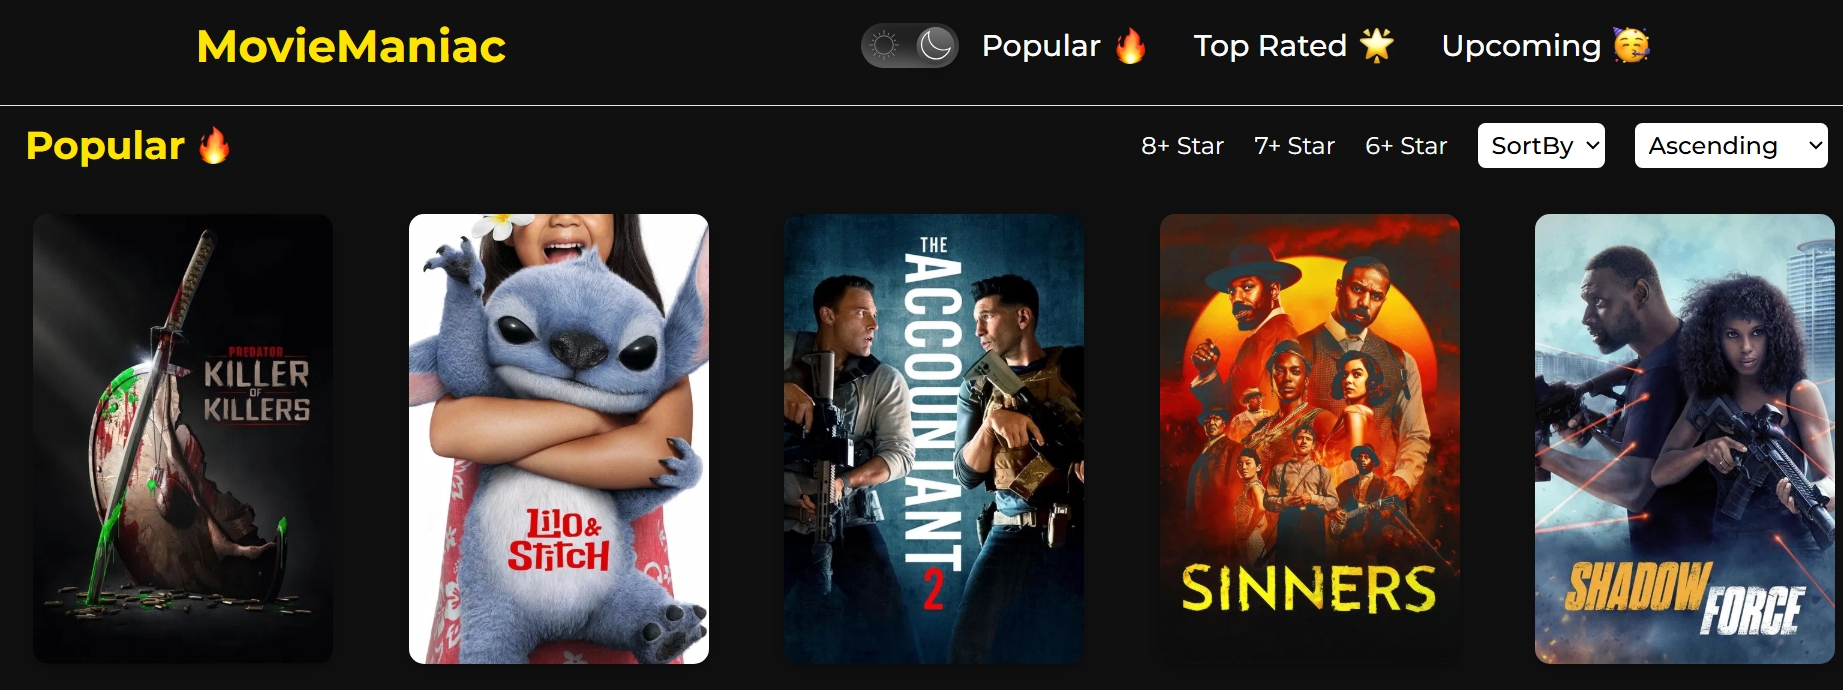 MovieManiac
Popular 🔥 Top Rated 🌟 Upcoming 🥳
Popular 🔥
8+ Star 7+ Star 6+ Star SortBy Ascending
PREDATOR
KILLER
OF
KILLERS
Lilo &
Stitch
THE
ACCOUNTANT
2
SINNERS
SHADOW
FORCE